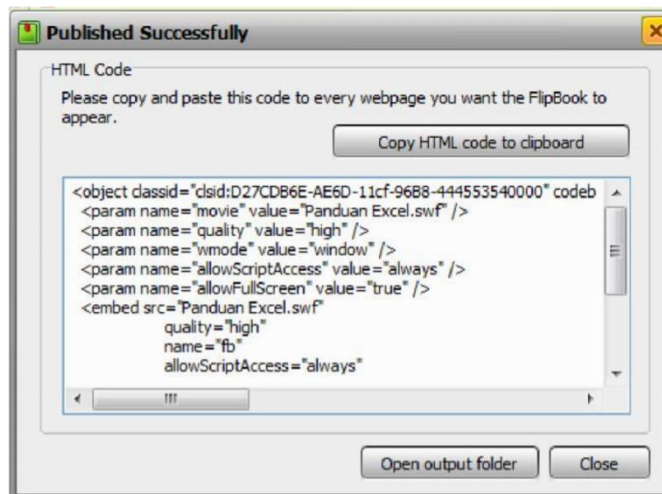 Published Successfully
HTML Code
Please copy and paste this code to every webpage you want the FlipBook to
appear.
Copy HTML code to clipboard
<object classid="clsid:D27CDB6E-AE6D-11cf-96B8-444553540000" codeb
<param name="movie" value="Panduan Excel.swf" />
<param name="quality" value="high" />
<param name="wmode" value="window" />
<param name="allowScriptAccess" value="always" />
<param name="allowFullScreen" value="true" />
<embed src="Panduan Excel.swf"
quality="high"
name="fb"
allowScriptAccess="always"
Open output folder
Close